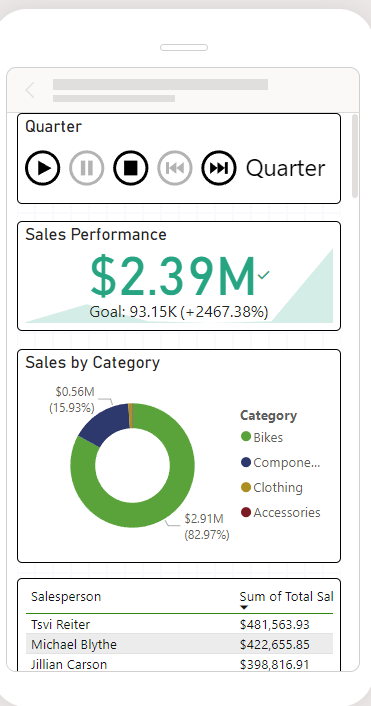 Quarter
Quarter
Sales Performance
$2.39M
Goal: 93.15K (+2467.38%)
Sales by Category
$0.56M
(15.93%)
$2.91M
(82.97%)
Category
Bikes
Compone...
Clothing
Accessories
Salesperson Sum of Total Sal
Tsvi Reiter $481,563.93
Michael Blythe $422,655.85
Jillian Carson $398,816.91